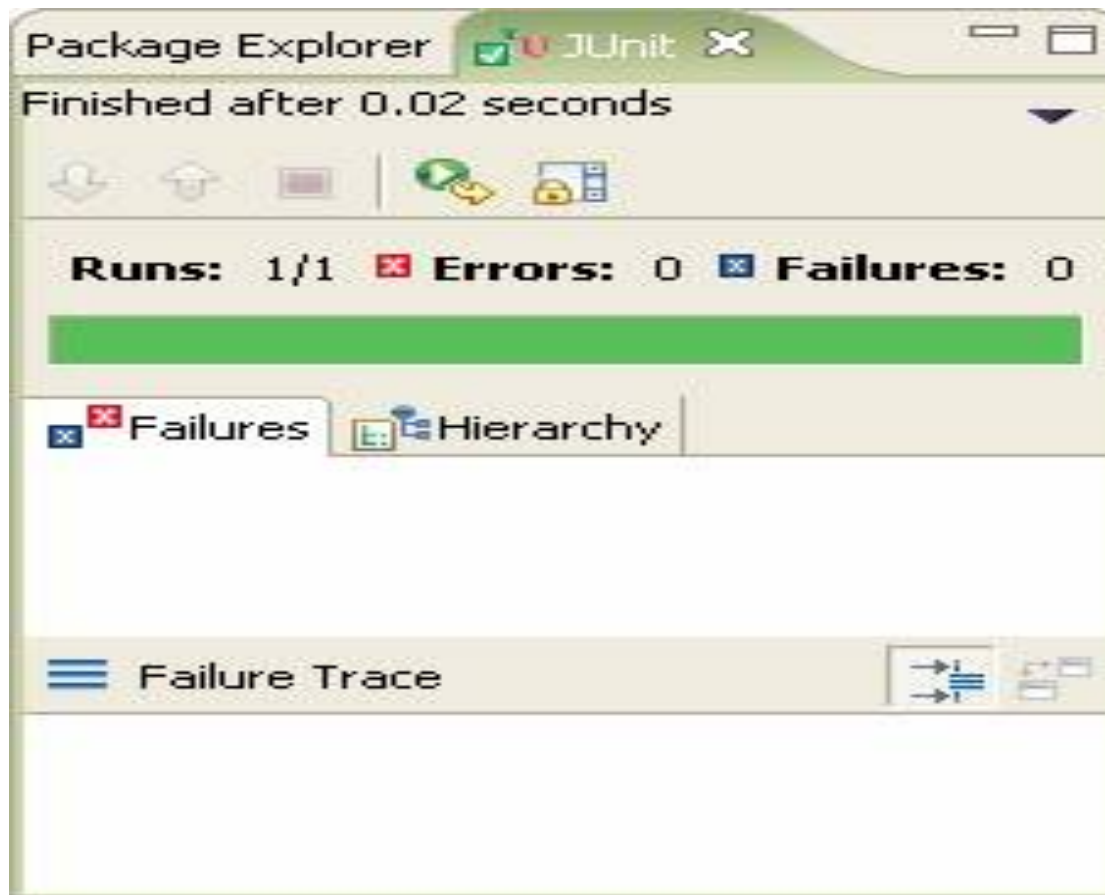 Package Explorer JUnit
Finished after 0.02 seconds
Runs: 1/1 Errors: 0 Failures: 0
Failures Hierarchy
Failure Trace